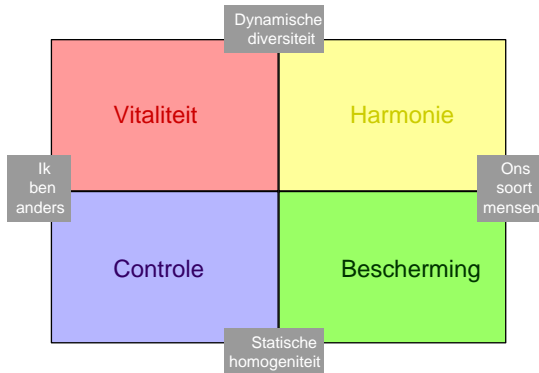 Dynamische
diversiteit
Vitaliteit
Harmonie
Ik
ben
anders
Ons
soort
mensen
Controle
Bescherming
Statische
homogeniteit